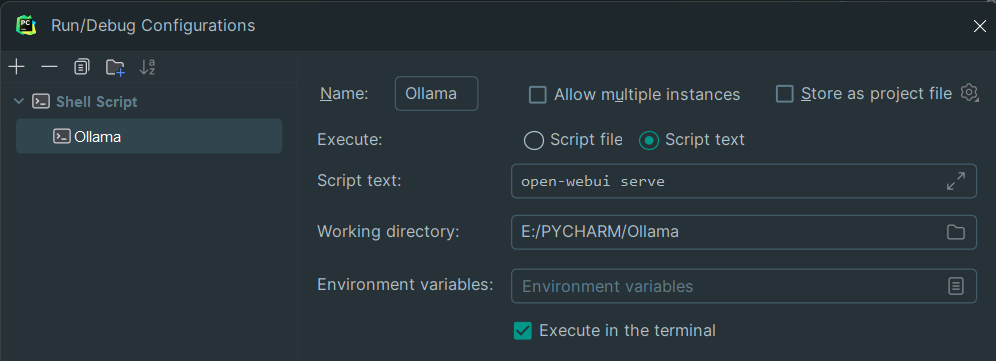 PC
Run/Debug Configurations
Name: Ollama Allow multiple instances Store as project file
Shell Script
Ollama
Execute: Script file Script text
Script text: open-webui serve
Working directory: E:/PYCHARM/Ollama
Environment variables: Environment variables
Execute in the terminal